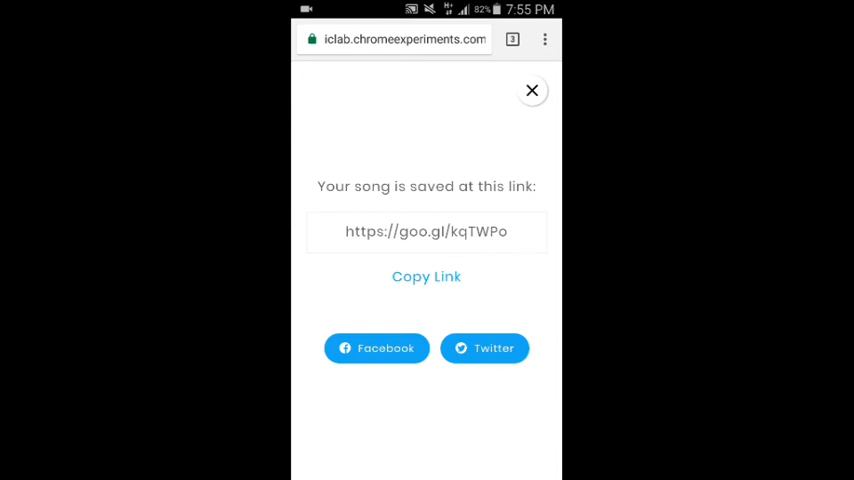 H+ 82% 7:55 PM
iclab.chromeexperiments.com 3
Your song is saved at this link:
https://goo.gl/kqTWPo
Copy Link
Facebook Twitter